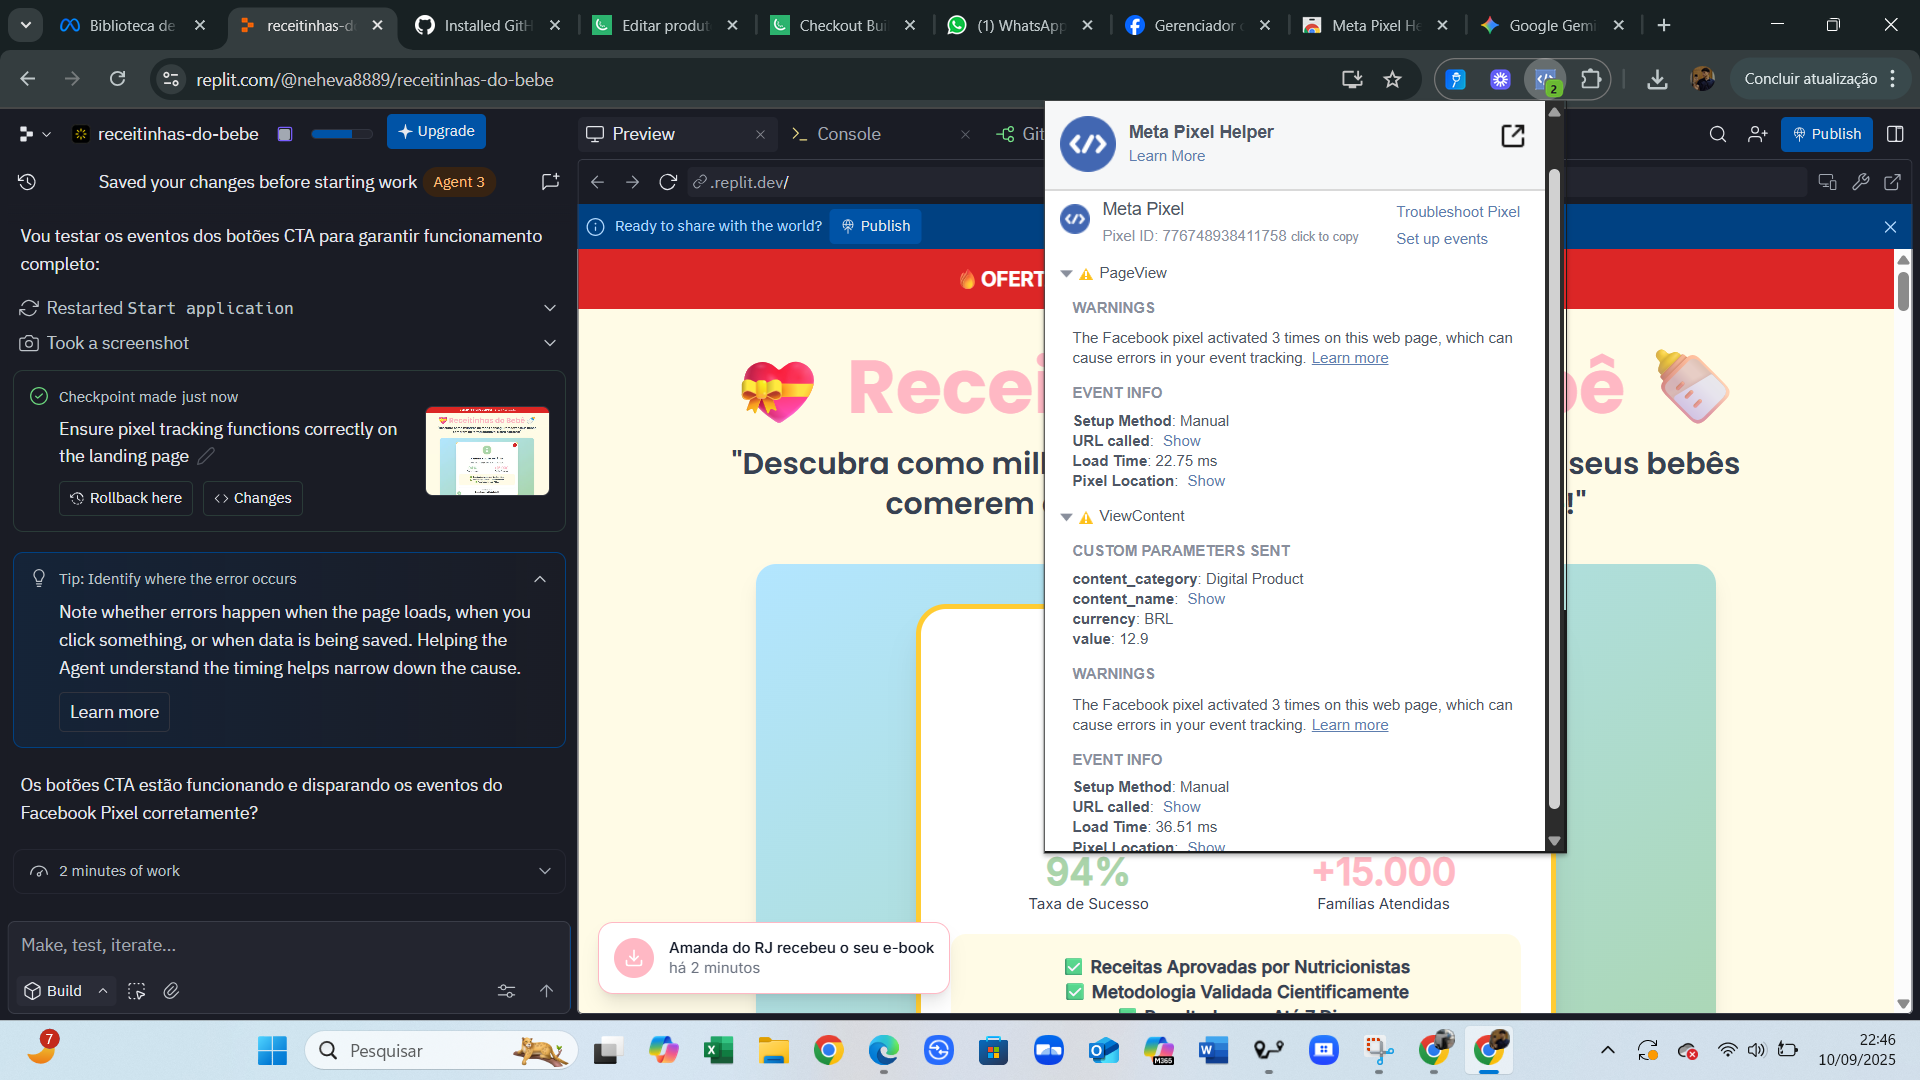 Biblioteca de
receitinhas-d
Installed GitH
Editar produt
Checkout Bui
(1) WhatsApp
Gerenciador
Meta Pixel He
Google Gemi
replit.com/@neheva8889/receitinhas-do-bebe
2
Concluir atualização
receitinhas-do-bebe
Upgrade
Preview
Console
Git
Publish
Saved your changes before starting work
Agent 3
.replit.dev/
Ready to share with the world?
Publish
Vou testar os eventos dos botões CTA para garantir funcionamento
completo:
Restarted Start application
Took a screenshot
Checkpoint made just now
Ensure pixel tracking functions correctly on
the landing page
Rollback here
Changes
Tip: Identify where the error occurs
Note whether errors happen when the page loads, when you
click something, or when data is being saved. Helping the
Agent understand the timing helps narrow down the cause.
Learn more
Os botões CTA estão funcionando e disparando os eventos do
Facebook Pixel corretamente?
2 minutes of work
Make, test, iterate...
Build
OFERT
Recei
bê
"Descubra como mil
seus bebês
comerem
!"
Meta Pixel Helper
Learn More
Meta Pixel
Troubleshoot Pixel
Pixel ID: 776748938411758 click to copy
Set up events
PageView
WARNINGS
The Facebook pixel activated 3 times on this web page, which can
cause errors in your event tracking. Learn more
EVENT INFO
Setup Method: Manual
URL called: Show
Load Time: 22.75 ms
Pixel Location: Show
ViewContent
CUSTOM PARAMETERS SENT
content_category: Digital Product
content_name: Show
currency: BRL
value: 12.9
WARNINGS
The Facebook pixel activated 3 times on this web page, which can
cause errors in your event tracking. Learn more
EVENT INFO
Setup Method: Manual
URL called: Show
Load Time: 36.51 ms
Pixel Location: Show
94%
Taxa de Sucesso
+15.000
Famílias Atendidas
Amanda do RJ recebeu o seu e-book
há 2 minutos
Receitas Aprovadas por Nutricionistas
Metodologia Validada Cientificamente
7
Pesquisar
M365
22:46
10/09/2025